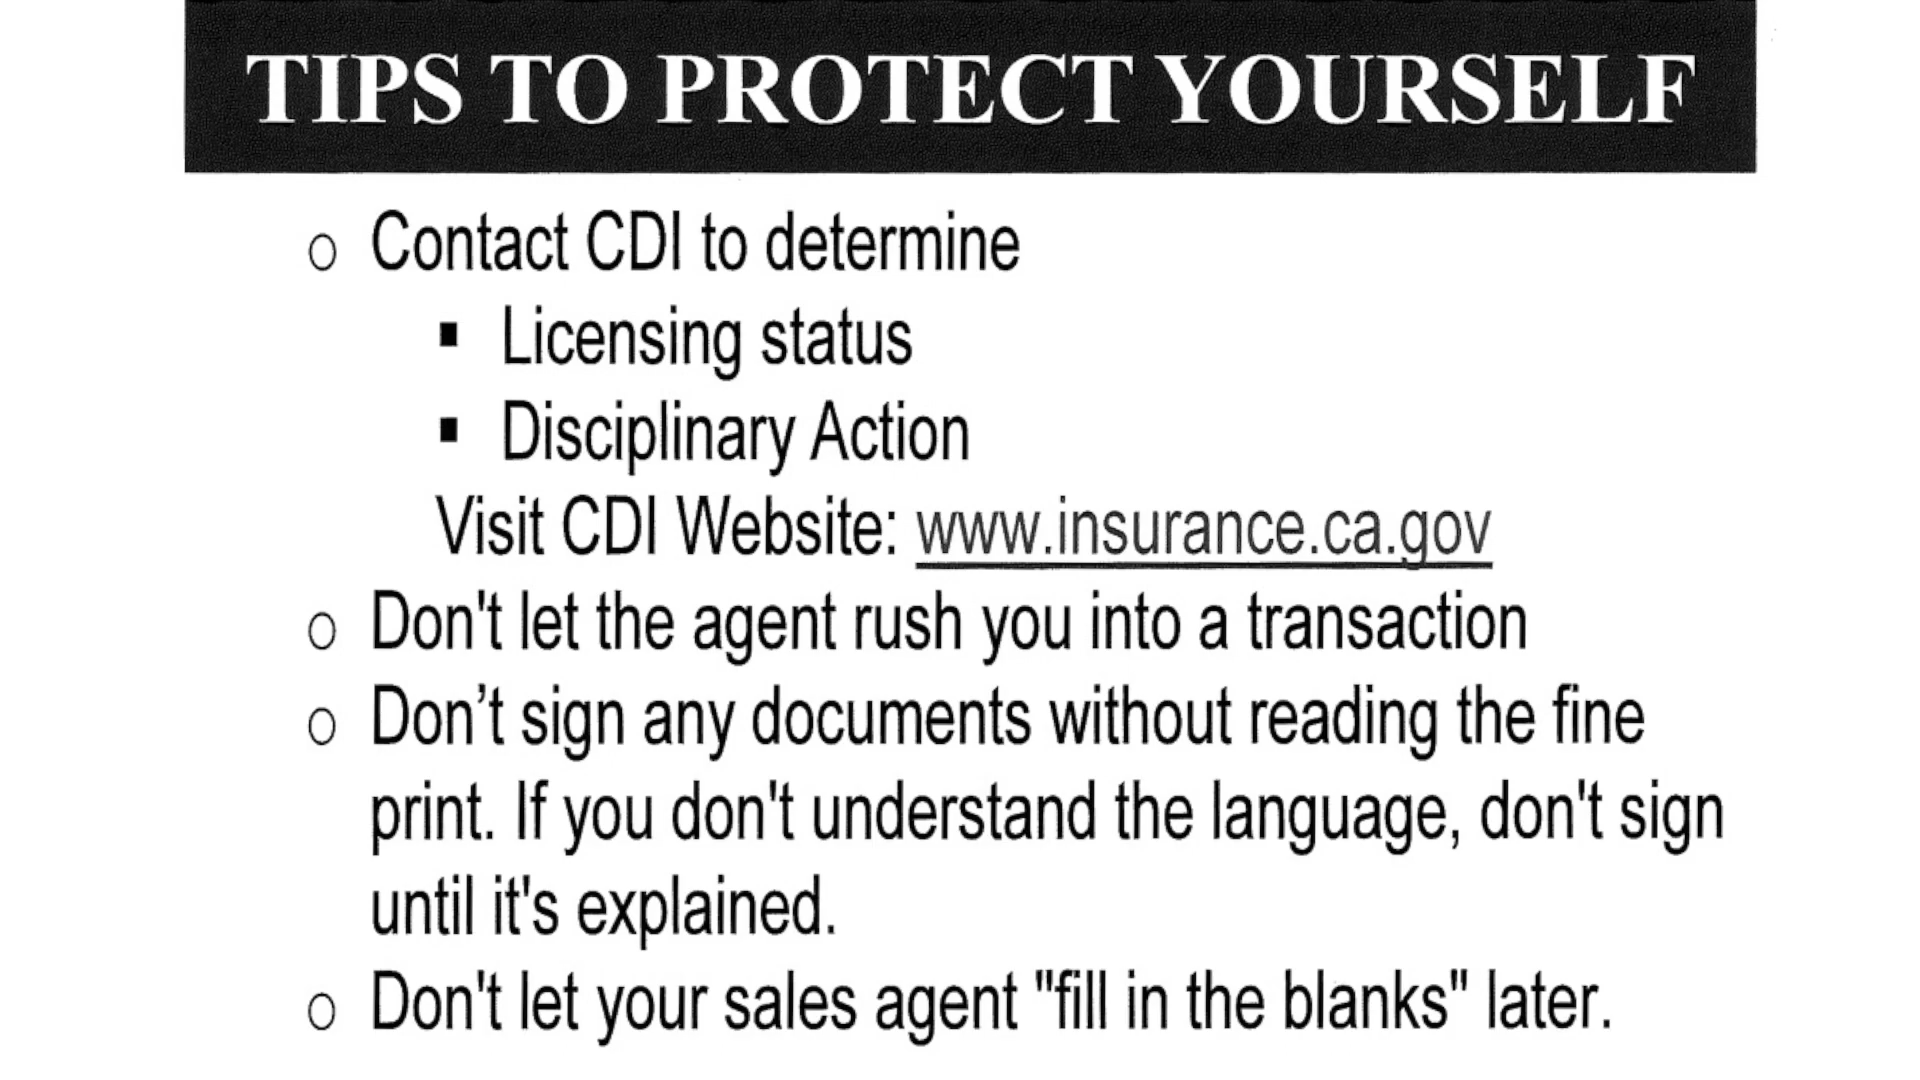 TIPS TO PROTECT YOURSELF
o Contact CDI to determine
▪ Licensing status
▪ Disciplinary Action
Visit CDI Website: www.insurance.ca.gov
o Don't let the agent rush you into a transaction
o Don’t sign any documents without reading the fine
print. If you don't understand the language, don't sign
until it's explained.
o Don't let your sales agent "fill in the blanks" later.